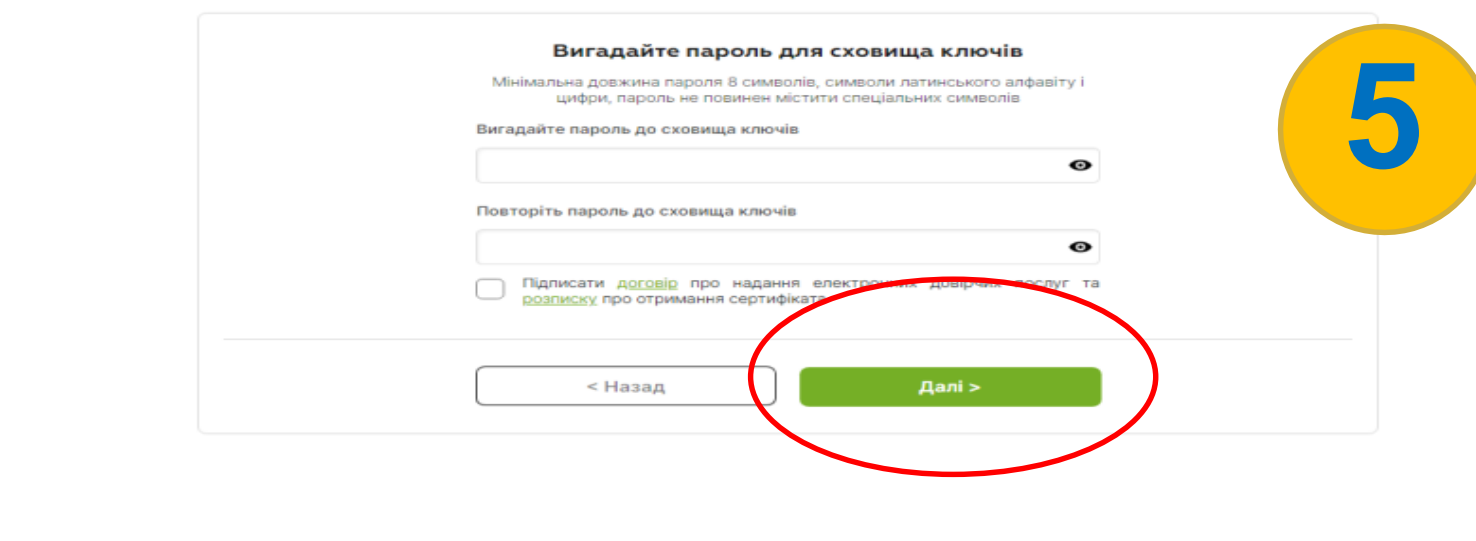 Вигадайте пароль для сховища ключів
Мінімальна довжина пароля 8 символів, символи латинського алфавіту і
цифри, пароль не повинен містити спеціальних символів
Вигадайте пароль до сховища ключів
Повторіть пароль до сховища ключів
Підписати договір про надання електронних довірчих послуг та
розписку про отримання сертифіката
< Назад
Далі >
5